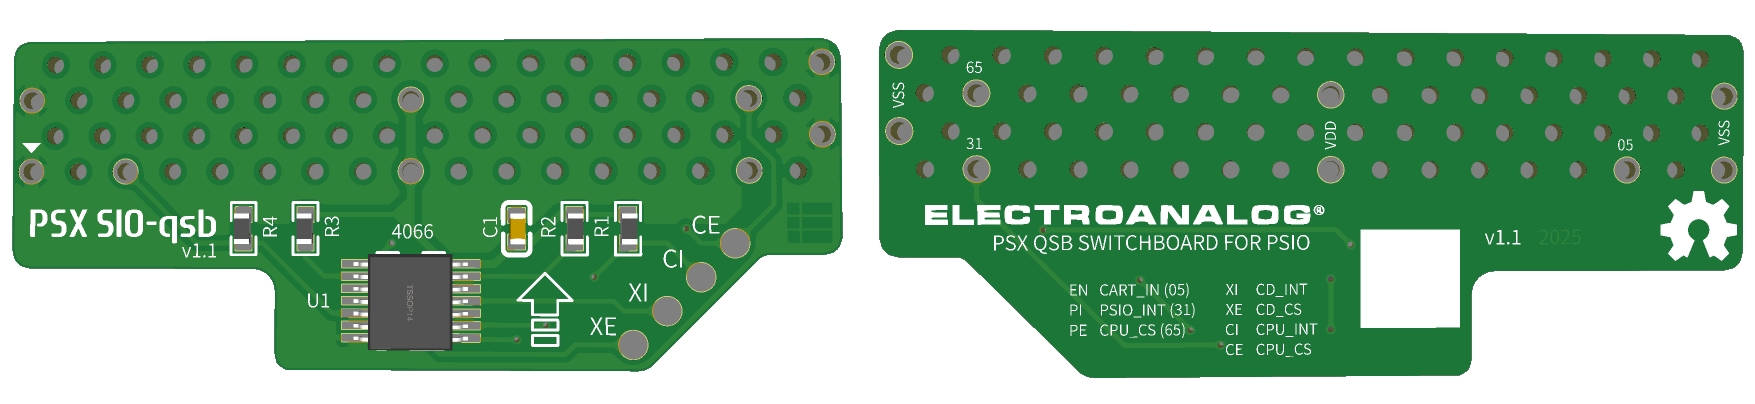 PSX SIO-qsb
v1.1
R4
R3
4066
C1
R2
R1
CE
CI
XI
XE
U1
TSSOP14
VSS
65
31
VDD
05
VSS
ELECTROANALOG®
PSX QSB SWITCHBOARD FOR PSIO
v1.1 2025
EN CART_IN (05) XI CD_INT
PI PSIO_INT (31) XE CD_CS
PE CPU_CS (65) CI CPU_INT
CE CPU_CS